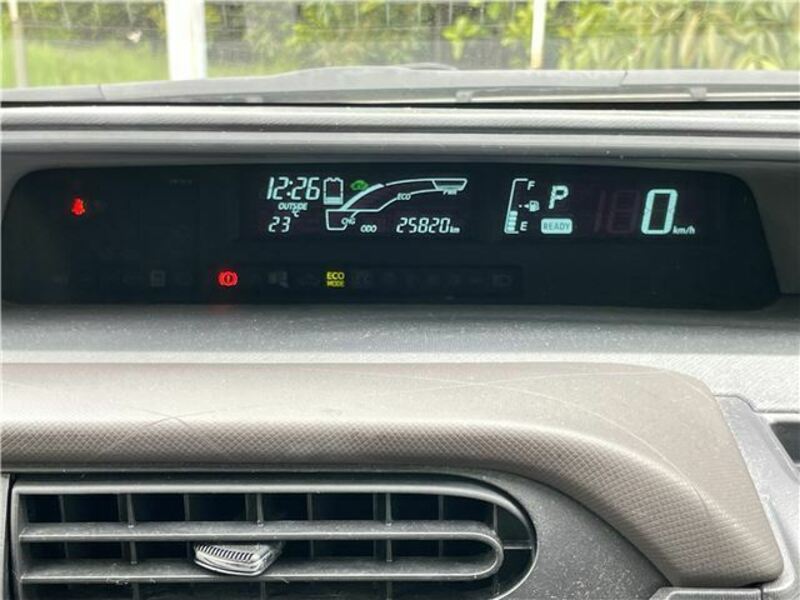 12:26
OUTSIDE
23 °C
ECO
PWR
CHG
ODO 25820 km
F
E
P
READY
0 km/h
ECO
MODE